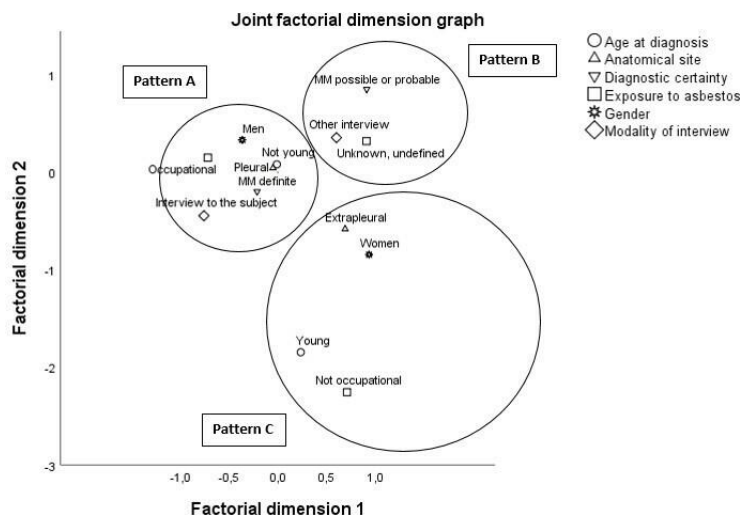 Joint factorial dimension graph
Pattern A
Pattern B
Age at diagnosis
Anatomical site
Diagnostic certainty
Exposure to asbestos
Gender
Modality of interview
MM possible or probable
Other interview
Unknown, undefined
Men
Not young
Occupational
Pleural
MM definite
Interview to the subject
Extrapleural
Women
Young
Not occupational
Pattern C
Factorial dimension 2
1
0
-1
-2
-3
-1,0
-0,5
0,0
0,5
1,0
Factorial dimension 1